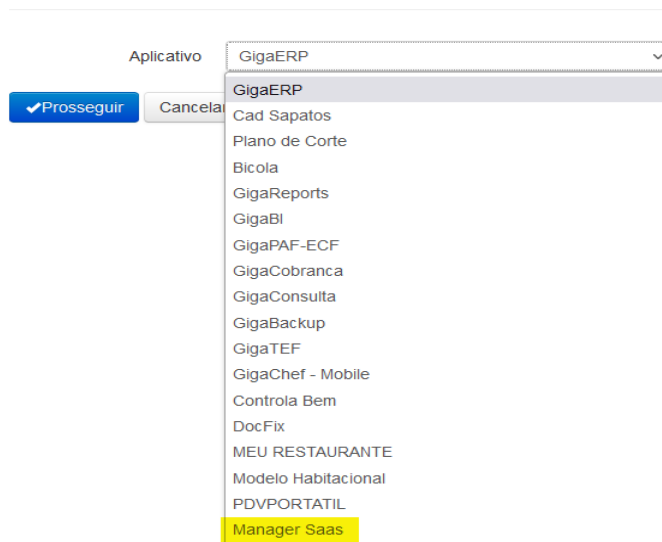 Aplicativo GigaERP
GigaERP
✔Prosseguir Cancelar
Cad Sapatos
Plano de Corte
Bicola
GigaReports
GigaBI
GigaPAF-ECF
GigaCobranca
GigaConsulta
GigaBackup
GigaTEF
GigaChef - Mobile
Controla Bem
DocFix
MEU RESTAURANTE
Modelo Habitacional
PDVPORTATIL
Manager Saas